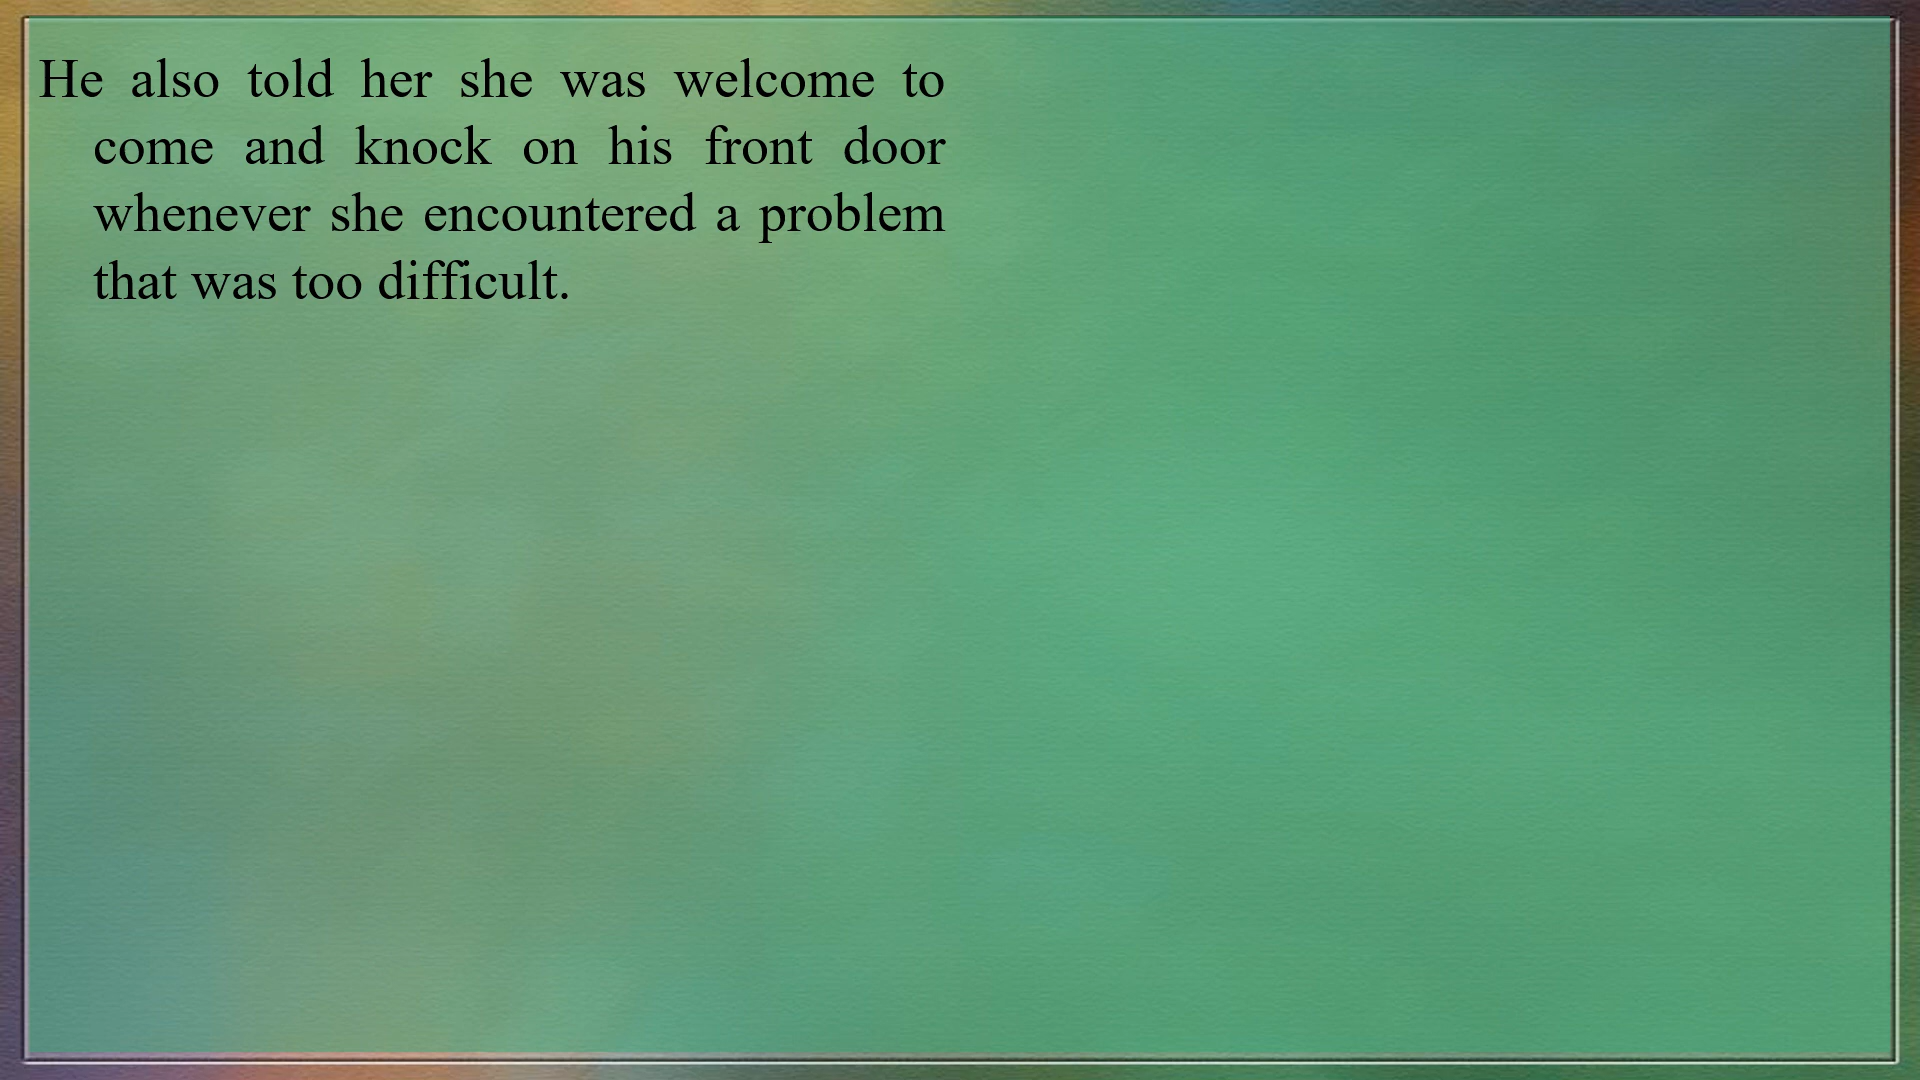 He also told her she was welcome to
come and knock on his front door
whenever she encountered a problem
that was too difficult.